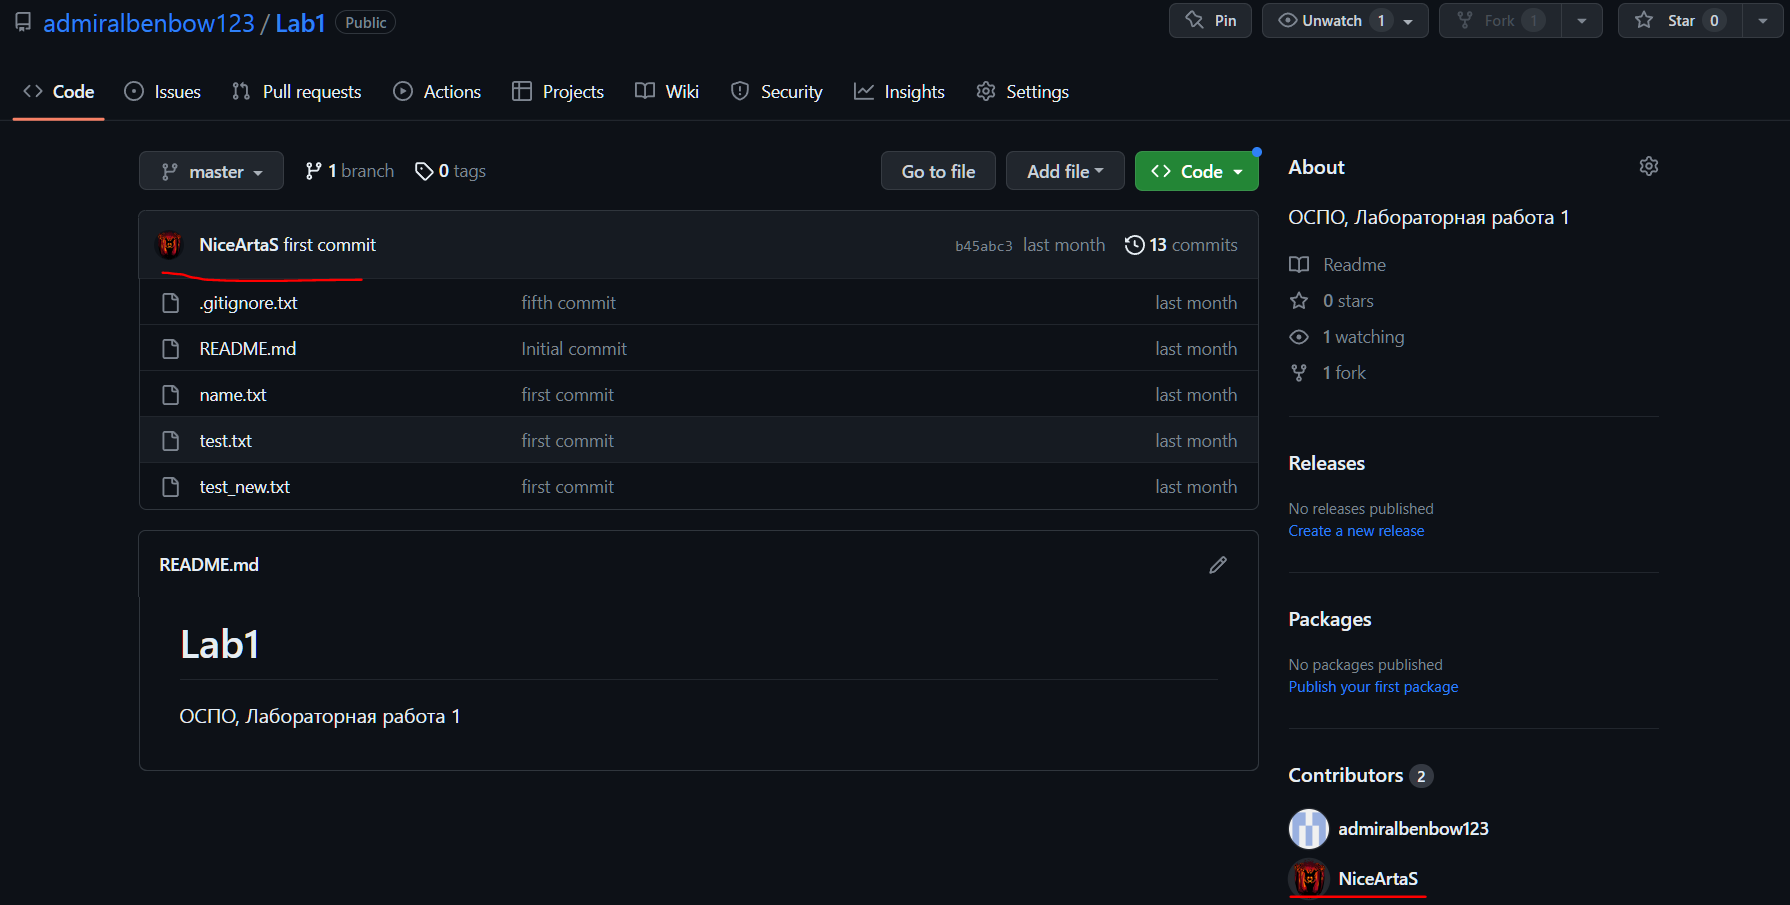 admiralbenbow123 / Lab1 Public
Pin Unwatch 1 Fork 1 Star 0
Code Issues Pull requests Actions Projects Wiki Security Insights Settings
master 1 branch 0 tags Go to file Add file Code
NiceArtaS first commit b45abc3 last month 13 commits
.gitignore.txt fifth commit last month
README.md Initial commit last month
name.txt first commit last month
test.txt first commit last month
test_new.txt first commit last month
README.md
Lab1
ОСПО, Лабораторная работа 1
About
ОСПО, Лабораторная работа 1
Readme
0 stars
1 watching
1 fork
Releases
No releases published
Create a new release
Packages
No packages published
Publish your first package
Contributors 2
admiralbenbow123
NiceArtaS